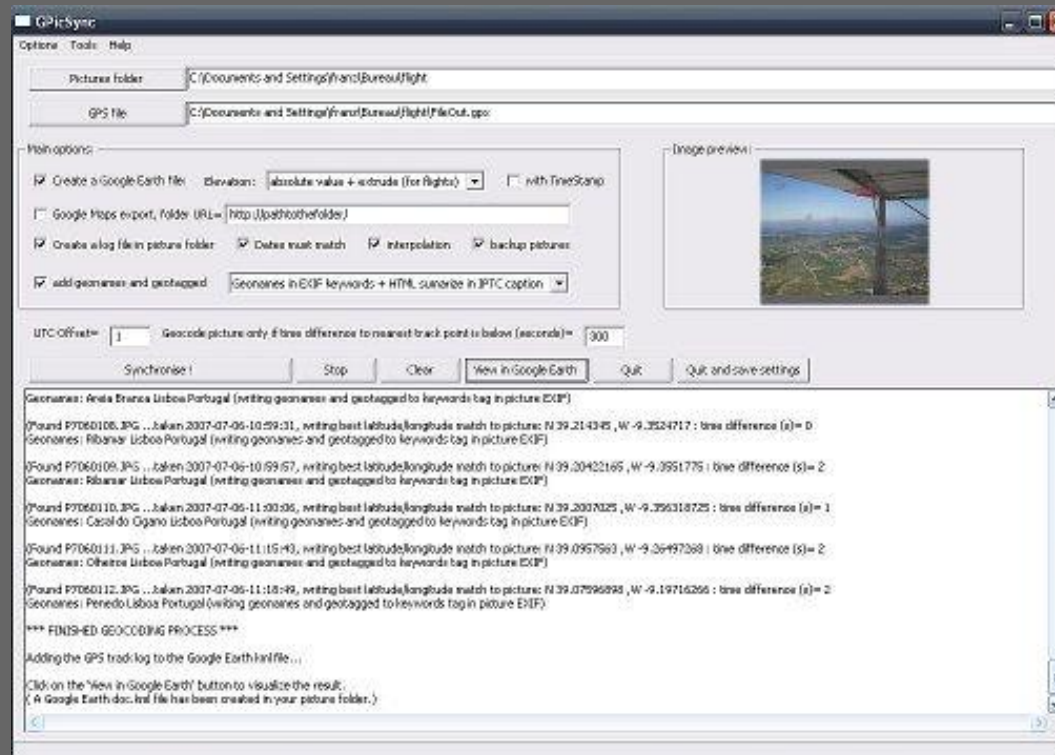 GPicSync
Options Tools Help
Pictures folder C:\Documents and Settings\franz\Bureau\flight
GPS file C:\Documents and Settings\franz\Bureau\flight\FileOut.gpx
Main options: Image preview:
Create a Google Earth file: Elevation: absolute value + extrude (for flights) with TimeStamp
Google Maps export, folder URL= http://pathtothefolder/
Create a log file in picture folder Dates must match interpolation backup pictures
add geonames and geotagged Geonames in EXIF keywords + HTML sumarize in IPTC caption
UTC Offset= 1 Geocode picture only if time difference to nearest track point is below (seconds)= 300
Synchronise ! Stop Clear View in Google Earth Quit Quit and save settings
Geonames: Areia Branca Lisboa Portugal (writing geonames and geotagged to keywords tag in picture EXIF)
(Found P7060108.JPG ...taken 2007-07-06-10:59:31, writing best latitude/longitude match to picture: N 39.214345 ,W -9.3524717 : time difference (s)= 0
Geonames: Ribamar Lisboa Portugal (writing geonames and geotagged to keywords tag in picture EXIF)
(Found P7060109.JPG ...taken 2007-07-06-10:59:57, writing best latitude/longitude match to picture: N 39.20422165 ,W -9.3551775 : time difference (s)= 2
Geonames: Ribamar Lisboa Portugal (writing geonames and geotagged to keywords tag in picture EXIF)
(Found P7060110.JPG ...taken 2007-07-06-11:00:06, writing best latitude/longitude match to picture: N 39.2007025 ,W -9.356318725 : time difference (s)= 1
Geonames: Casal do Cigano Lisboa Portugal (writing geonames and geotagged to keywords tag in picture EXIF)
(Found P7060111.JPG ...taken 2007-07-06-11:15:43, writing best latitude/longitude match to picture: N 39.0957563 ,W -9.26497268 : time difference (s)= 2
Geonames: Olheiros Lisboa Portugal (writing geonames and geotagged to keywords tag in picture EXIF)
(Found P7060112.JPG ...taken 2007-07-06-11:18:49, writing best latitude/longitude match to picture: N 39.07596898 ,W -9.19716266 : time difference (s)= 2
Geonames: Penedo Lisboa Portugal (writing geonames and geotagged to keywords tag in picture EXIF)
*** FINISHED GEOCODING PROCESS ***
Adding the GPS track log to the Google Earth kml file...
Click on the 'View in Google Earth' button to visualize the result.
( A Google Earth doc.kml file has been created in your picture folder.)